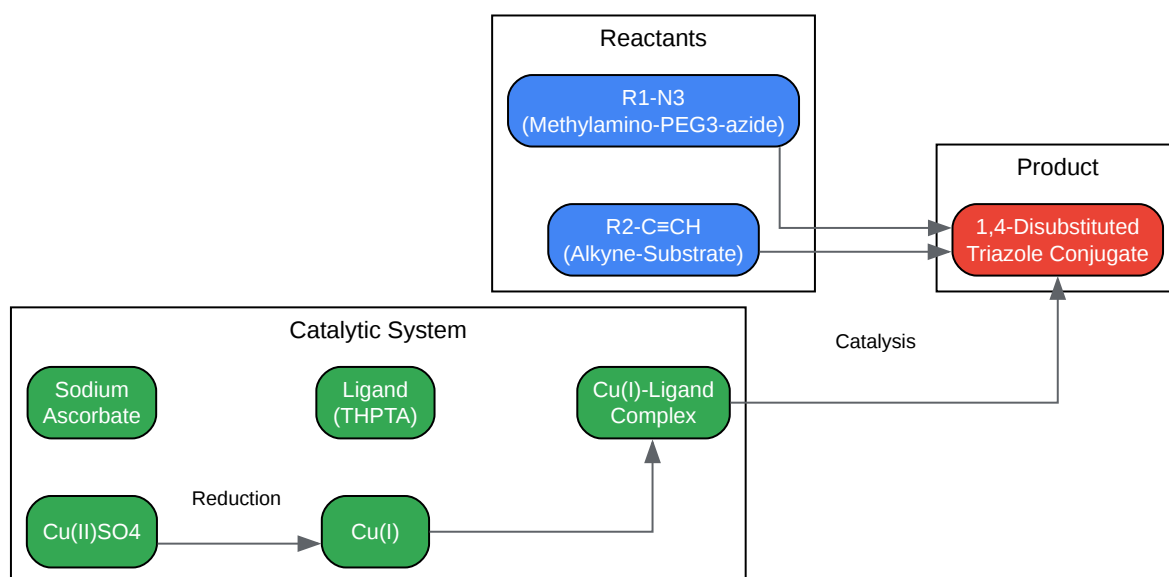 Reactants
R1-N3
(Methylamino-PEG3-azide)
R2-C≡CH
(Alkyne-Substrate)
Product
1,4-Disubstituted
Triazole Conjugate
Catalytic System
Sodium
Ascorbate
Ligand
(THPTA)
Cu(I)-Ligand
Complex
Catalysis
Cu(II)SO4
Reduction
Cu(I)